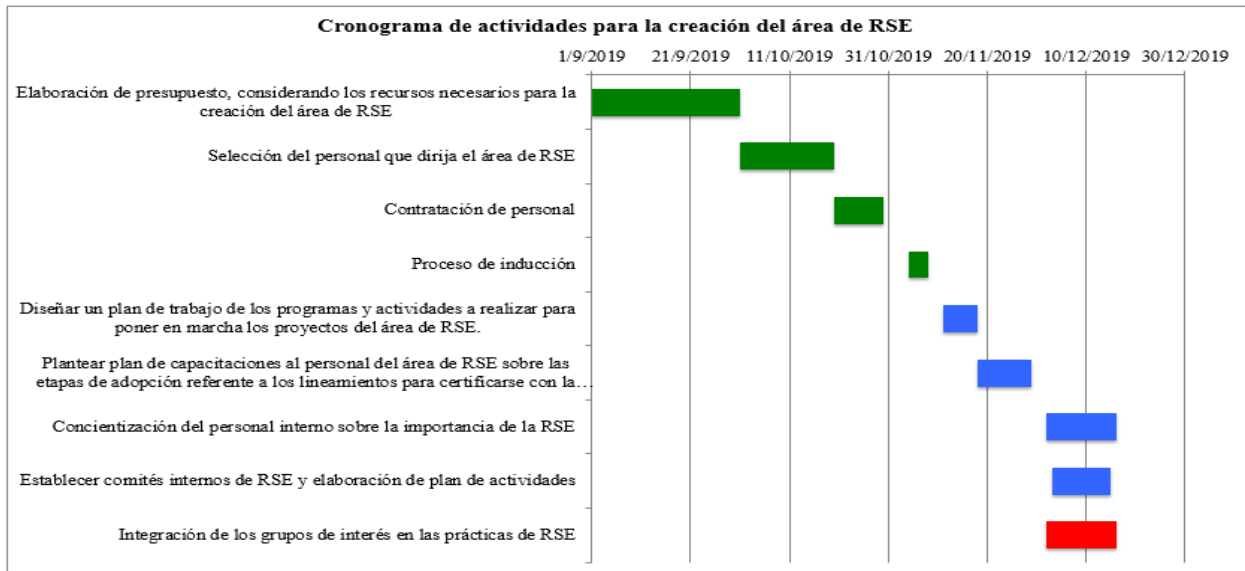 Cronograma de actividades para la creación del área de RSE
1/9/2019 21/9/2019 11/10/2019 31/10/2019 20/11/2019 10/12/2019 30/12/2019
Elaboración de presupuesto, considerando los recursos necesarios para la
creación del área de RSE
Selección del personal que dirija el área de RSE
Contratación de personal
Proceso de inducción
Diseñar un plan de trabajo de los programas y actividades a realizar para
poner en marcha los proyectos del área de RSE.
Plantear plan de capacitaciones al personal del área de RSE sobre las
etapas de adopción referente a los lineamientos para certificarse con la…
Concientización del personal interno sobre la importancia de la RSE
Establecer comités internos de RSE y elaboración de plan de actividades
Integración de los grupos de interés en las prácticas de RSE